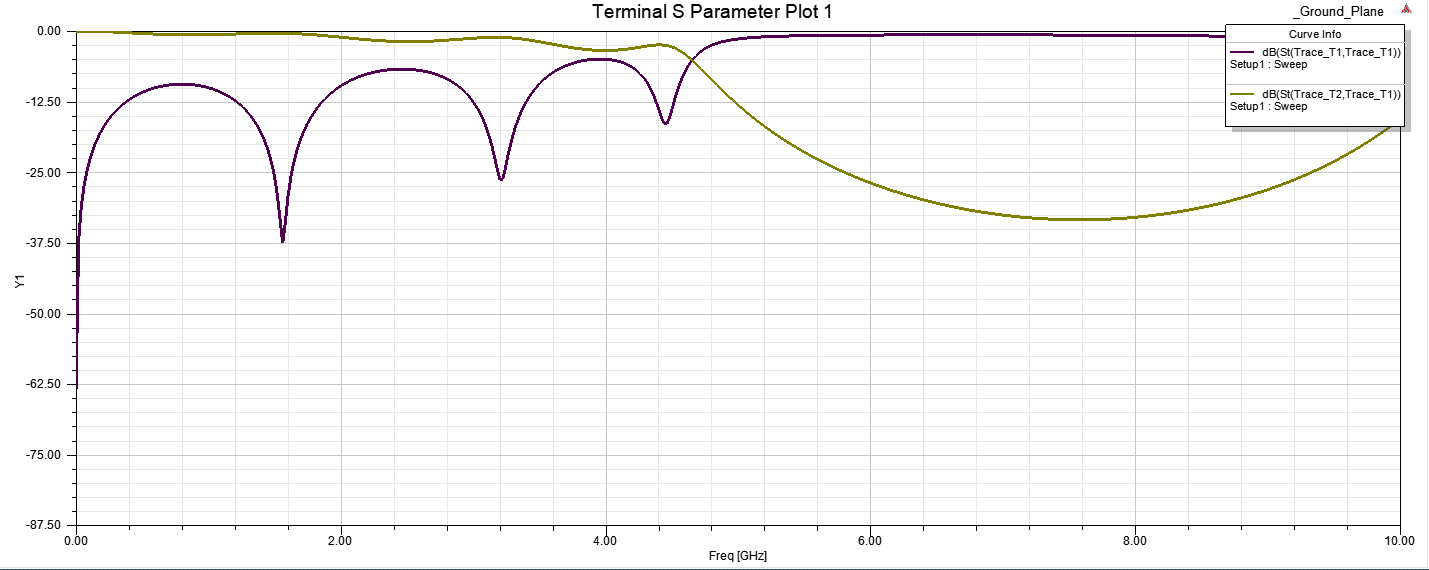 Terminal S Parameter Plot 1
_Ground_Plane
Curve Info
dB(St(Trace_T1,Trace_T1))
Setup1 : Sweep
dB(St(Trace_T2,Trace_T1))
Setup1 : Sweep
0.00
-12.50
-25.00
-37.50
-50.00
-62.50
-75.00
-87.50
Y1
0.00 2.00 4.00 6.00 8.00 10.00
Freq [GHz]